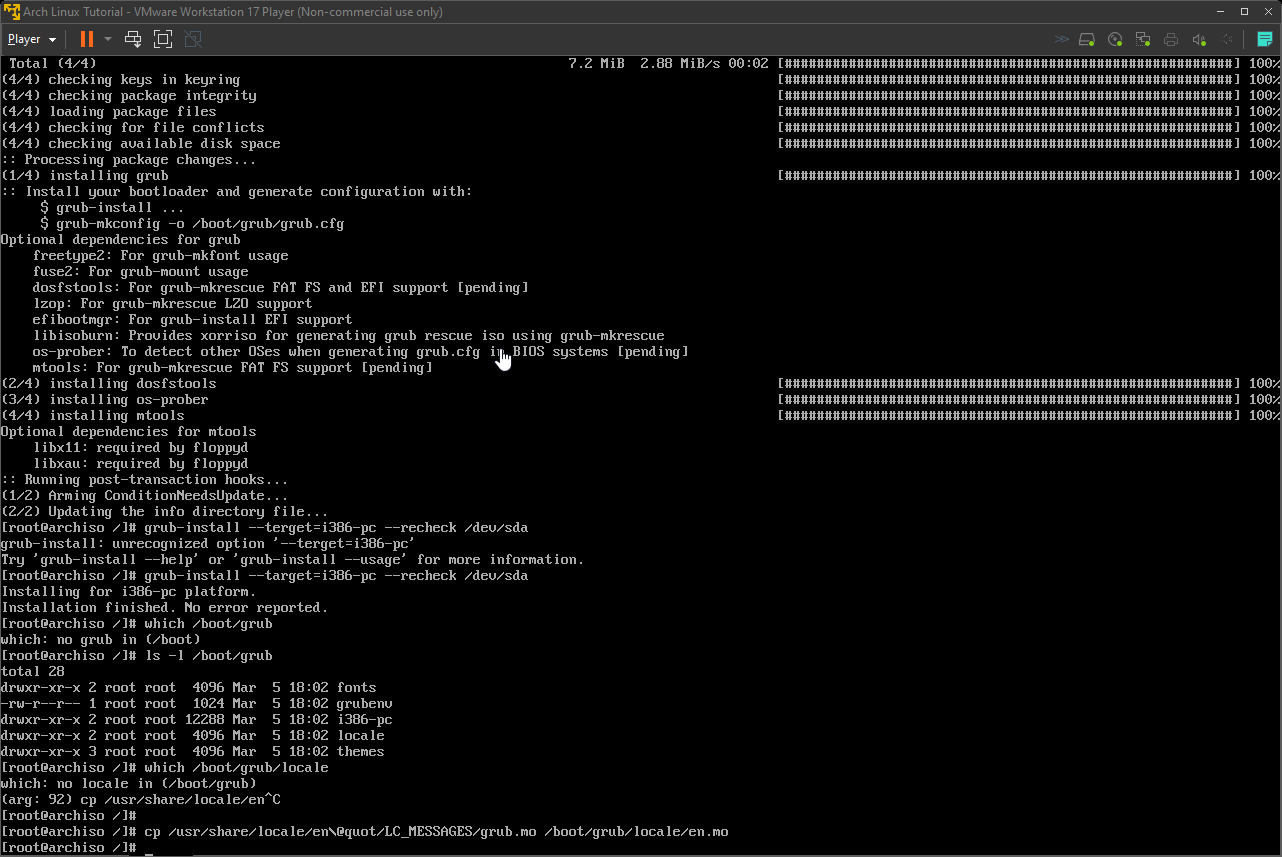 Arch Linux Tutorial - VMware Workstation 17 Player (Non-commercial use only)
Player
Total (4/4) 7.2 MiB 2.88 MiB/s 00:02 [########################################################] 100%
(4/4) checking keys in keyring [########################################################] 100%
(4/4) checking package integrity [########################################################] 100%
(4/4) loading package files [########################################################] 100%
(4/4) checking for file conflicts [########################################################] 100%
(4/4) checking available disk space [########################################################] 100%
:: Processing package changes...
(1/4) installing grub [########################################################] 100%
:: Install your bootloader and generate configuration with:
$ grub-install ...
$ grub-mkconfig -o /boot/grub/grub.cfg
Optional dependencies for grub
freetype2: For grub-mkfont usage
fuse2: For grub-mount usage
dosfstools: For grub-mkrescue FAT FS and EFI support [pending]
lzop: For grub-mkrescue LZO support
efibootmgr: For grub-install EFI support
libisoburn: Provides xorriso for generating grub rescue iso using grub-mkrescue
os-prober: To detect other OSes when generating grub.cfg in BIOS systems [pending]
mtools: For grub-mkrescue FAT FS support [pending]
(2/4) installing dosfstools [########################################################] 100%
(3/4) installing os-prober [########################################################] 100%
(4/4) installing mtools [########################################################] 100%
Optional dependencies for mtools
libx11: required by floppyd
libxau: required by floppyd
:: Running post-transaction hooks...
(1/2) Arming ConditionNeedsUpdate...
(2/2) Updating the info directory file...
[root@archiso /]# grub-install --terget=i386-pc --recheck /dev/sda
grub-install: unrecognized option '--terget=i386-pc'
Try 'grub-install --help' or 'grub-install --usage' for more information.
[root@archiso /]# grub-install --target=i386-pc --recheck /dev/sda
Installing for i386-pc platform.
Installation finished. No error reported.
[root@archiso /]# which /boot/grub
which: no grub in (/boot)
[root@archiso /]# ls -l /boot/grub
total 28
drwxr-xr-x 2 root root 4096 Mar 5 18:02 fonts
-rw-r--r-- 1 root root 1024 Mar 5 18:02 grubenv
drwxr-xr-x 2 root root 12288 Mar 5 18:02 i386-pc
drwxr-xr-x 2 root root 4096 Mar 5 18:02 locale
drwxr-xr-x 3 root root 4096 Mar 5 18:02 themes
[root@archiso /]# which /boot/grub/locale
which: no locale in (/boot/grub)
(arg: 92) cp /usr/share/locale/en^C
[root@archiso /]#
[root@archiso /]# cp /usr/share/locale/en\@quot/LC_MESSAGES/grub.mo /boot/grub/locale/en.mo
[root@archiso /]# _